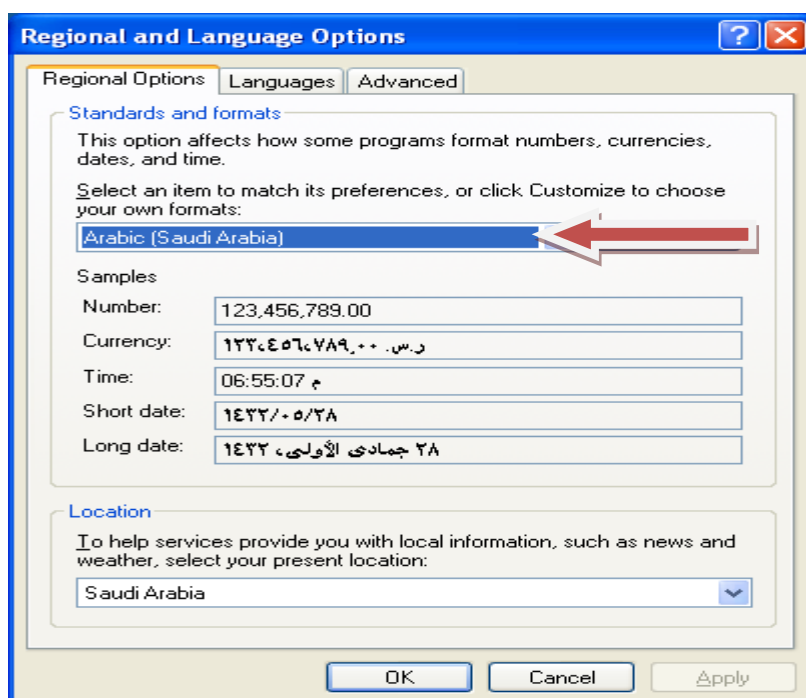 Regional and Language Options
Regional Options Languages Advanced
Standards and formats
This option affects how some programs format numbers, currencies,
dates, and time.
Select an item to match its preferences, or click Customize to choose
your own formats:
Arabic (Saudi Arabia)
Samples
Number: 123,456,789.00
Currency: ر.س. ١٢٣،٤٥٦،٧٨٩٫٠٠
Time: 06:55:07 م
Short date: ١٤٣٢/٠٥/٢٨
Long date: ٢٨ جمادى الأولى، ١٤٣٢
Location
To help services provide you with local information, such as news and
weather, select your present location:
Saudi Arabia
OK Cancel Apply